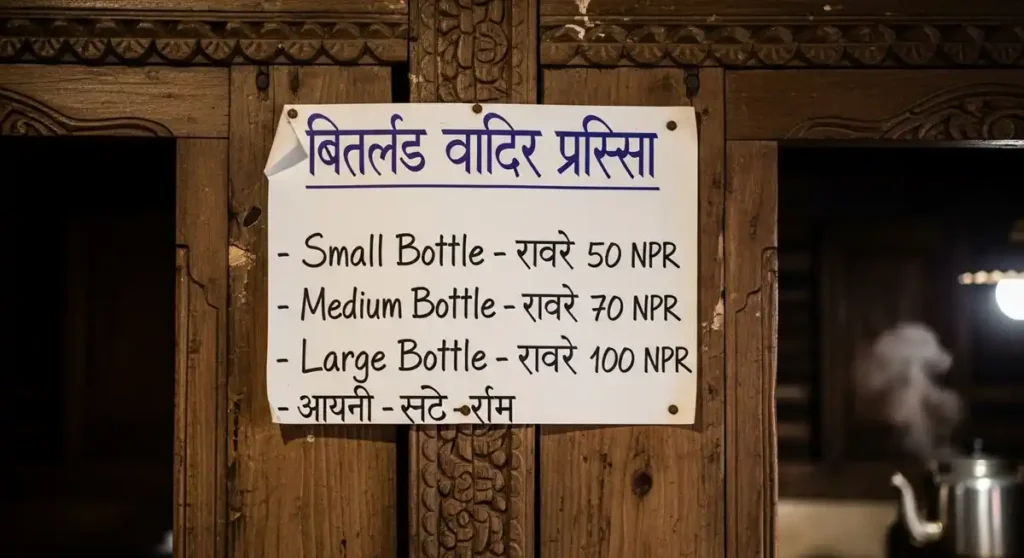 बितर्लड वादिर प्रस्सिा
- Small Bottle - रावरे 50 NPR
- Medium Bottle - रावरे 70 NPR
- Large Bottle - रावरे 100 NPR
- आयनी - सटे - र्राम